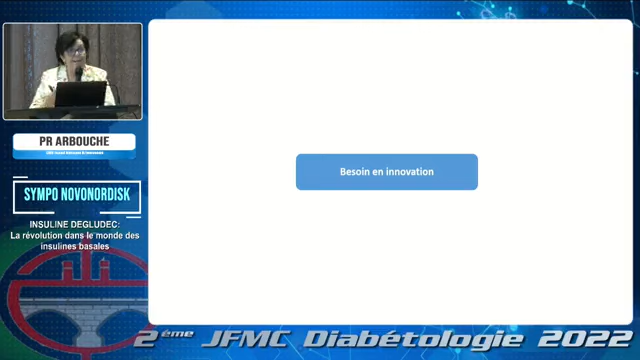 PR ARBOUCHE
SYMPO NOVONORDISK
INSULINE DEGLUDEC:
La révolution dans le monde des
insulines basales
Besoin en innovation
2ème JFMC Diabétologie 2022